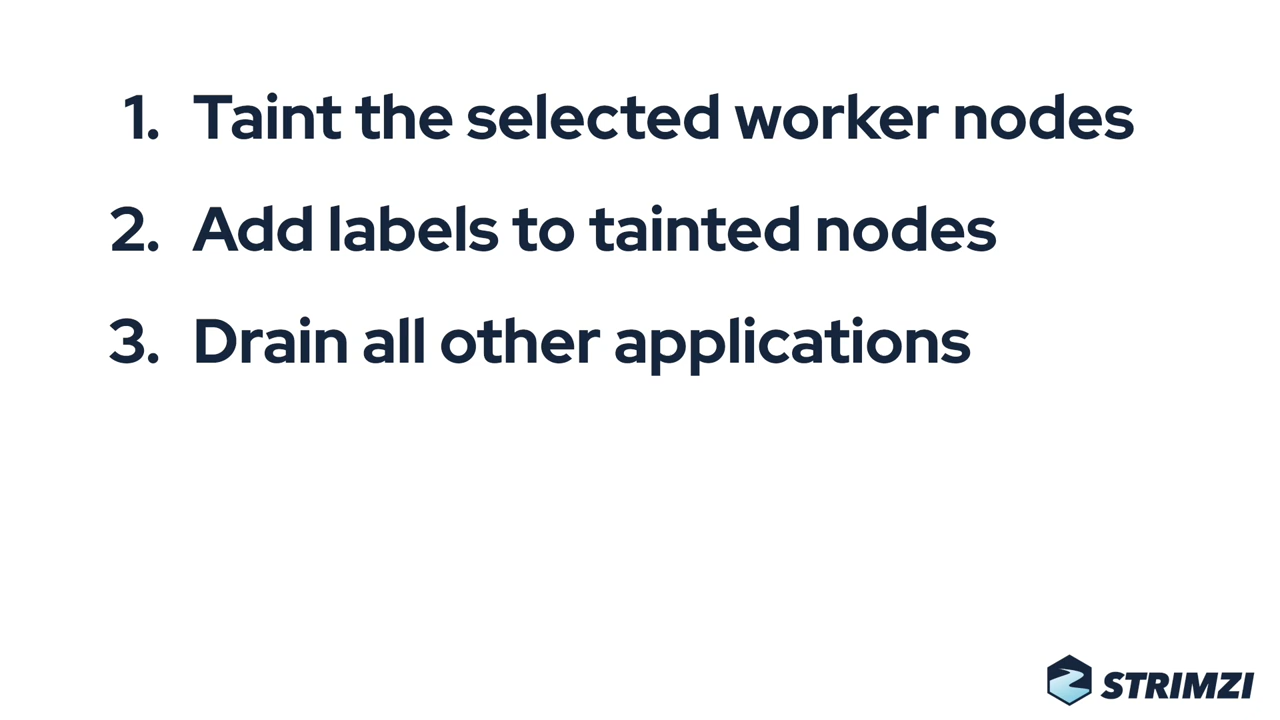 1. Taint the selected worker nodes
2. Add labels to tainted nodes
3. Drain all other applications
STRIMZI